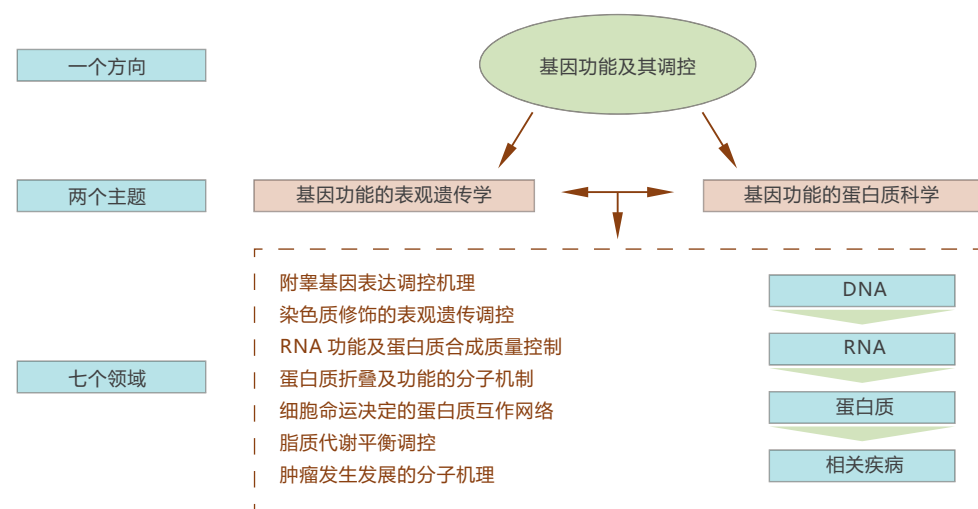 一个方向
基因功能及其调控
两个主题
基因功能的表观遗传学
基因功能的蛋白质科学
七个领域
附睾基因表达调控机理
染色质修饰的表观遗传调控
RNA 功能及蛋白质合成质量控制
蛋白质折叠及功能的分子机制
细胞命运决定的蛋白质互作网络
脂质代谢平衡调控
肿瘤发生发展的分子机理
DNA
RNA
蛋白质
相关疾病